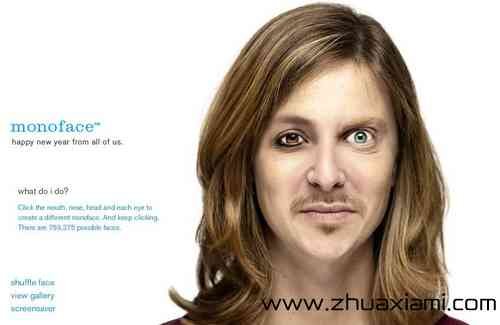 monoface™
happy new year from all of us.
what do i do?
Click the mouth, nose, head and each eye to
create a different monoface. And keep clicking.
There are 759,375 possible faces.
shuffle face
view gallery
screensaver
www.zhuaxiami.com